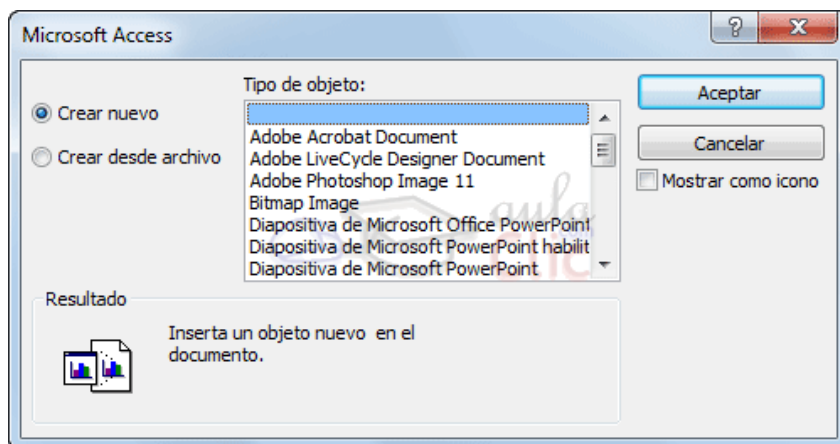 Microsoft Access
Tipo de objeto:
Crear nuevo
Crear desde archivo
Adobe Acrobat Document
Adobe LiveCycle Designer Document
Adobe Photoshop Image 11
Bitmap Image
Diapositiva de Microsoft Office PowerPoint
Diapositiva de Microsoft PowerPoint habilit
Diapositiva de Microsoft PowerPoint
Aceptar
Cancelar
Mostrar como icono
aula
clic
Resultado
Inserta un objeto nuevo en el
documento.